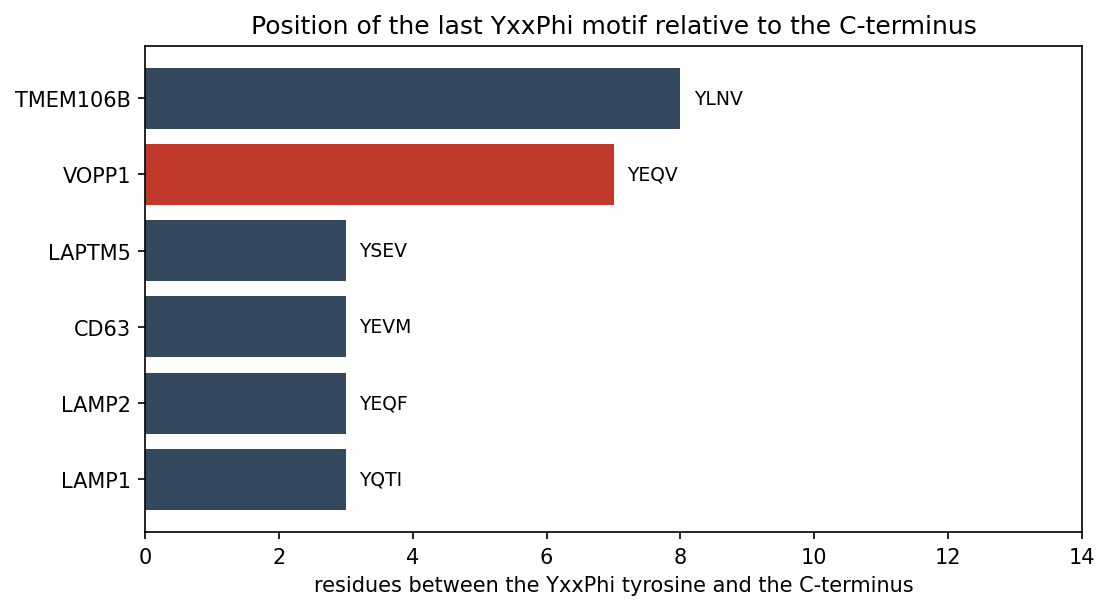 Position of the last YxxPhi motif relative to the C-terminus
TMEM106B YLNV
VOPP1 YEQV
LAPTM5 YSEV
CD63 YEVM
LAMP2 YEQF
LAMP1 YQTI
0 2 4 6 8 10 12 14
residues between the YxxPhi tyrosine and the C-terminus